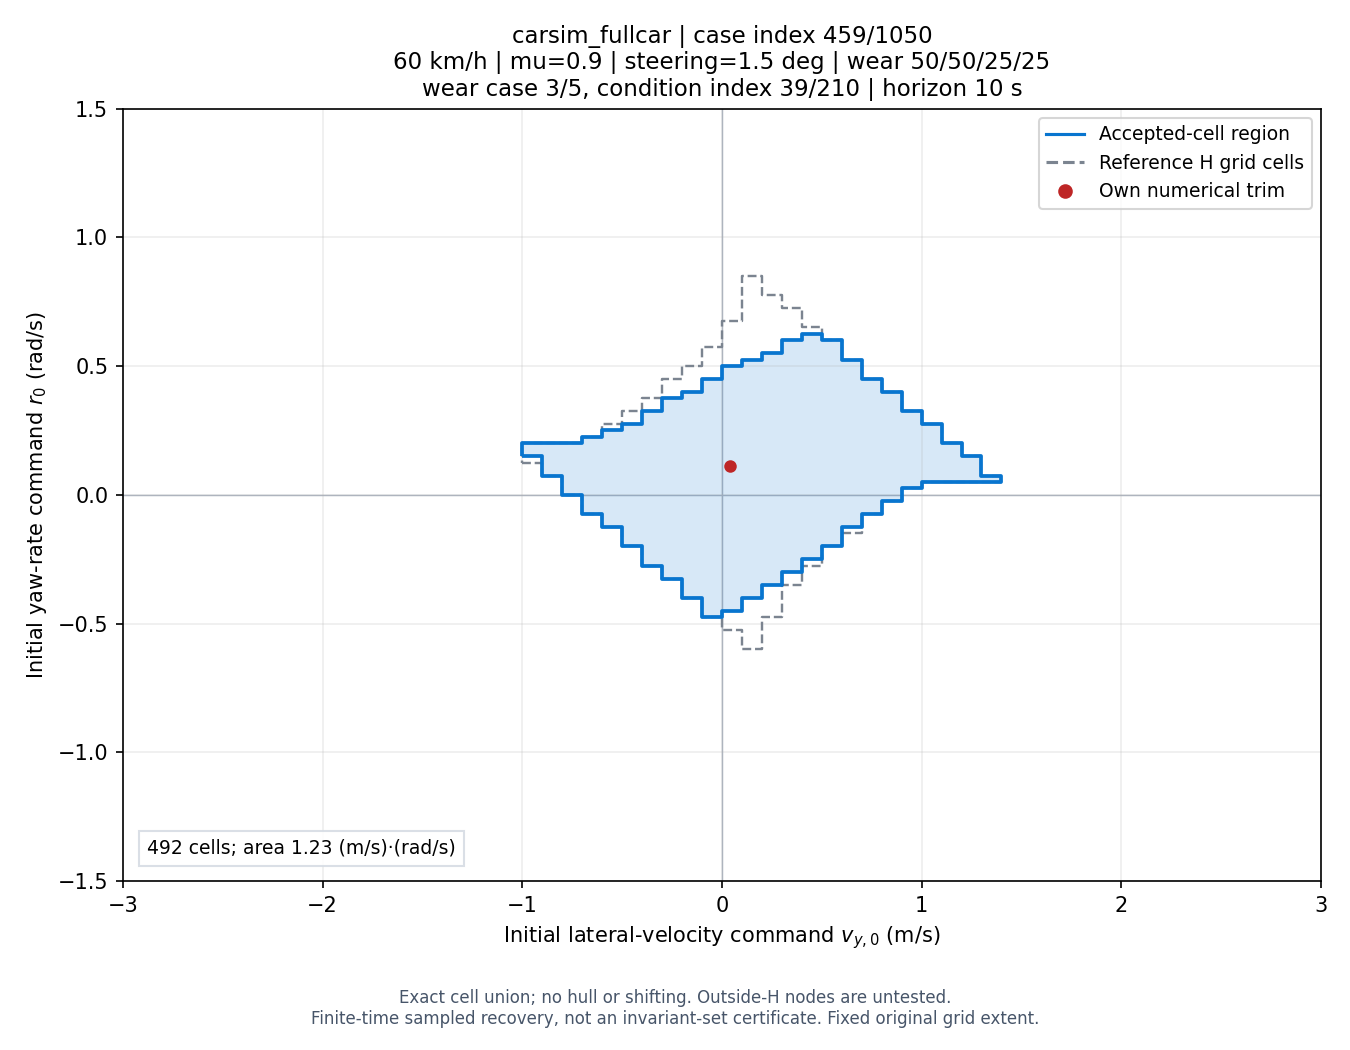 carsim_fullcar | case index 459/1050
60 km/h | mu=0.9 | steering=1.5 deg | wear 50/50/25/25
wear case 3/5, condition index 39/210 | horizon 10 s
Accepted-cell region
Reference H grid cells
Own numerical trim
1.5
1.0
0.5
0.0
−0.5
−1.0
−1.5
Initial yaw-rate command r₀ (rad/s)
492 cells; area 1.23 (m/s)·(rad/s)
−3
−2
−1
0
1
2
3
Initial lateral-velocity command v_{y,0} (m/s)
Exact cell union; no hull or shifting. Outside-H nodes are untested.
Finite-time sampled recovery, not an invariant-set certificate. Fixed original grid extent.